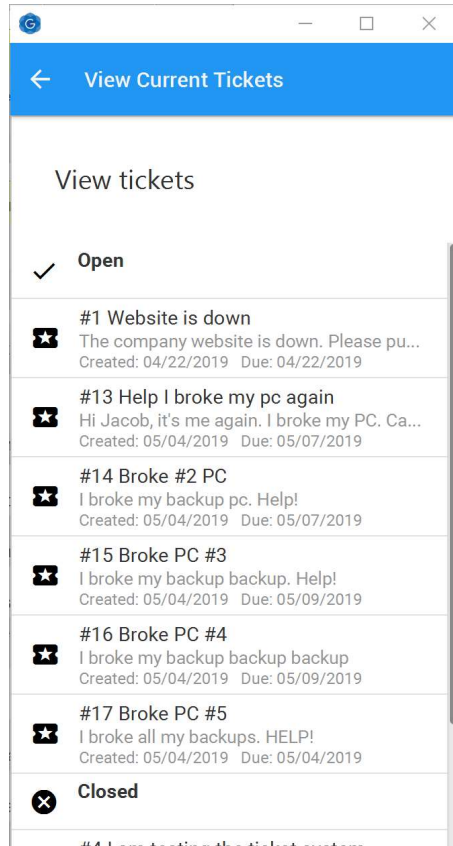 G
View Current Tickets
View tickets
Open
#1 Website is down
The company website is down. Please pu...
Created: 04/22/2019 Due: 04/22/2019
#13 Help I broke my pc again
Hi Jacob, it's me again. I broke my PC. Ca...
Created: 05/04/2019 Due: 05/07/2019
#14 Broke #2 PC
I broke my backup pc. Help!
Created: 05/04/2019 Due: 05/07/2019
#15 Broke PC #3
I broke my backup backup. Help!
Created: 05/04/2019 Due: 05/09/2019
#16 Broke PC #4
I broke my backup backup backup
Created: 05/04/2019 Due: 05/09/2019
#17 Broke PC #5
I broke all my backups. HELP!
Created: 05/04/2019 Due: 05/04/2019
Closed
#4 I am testing the ticket system